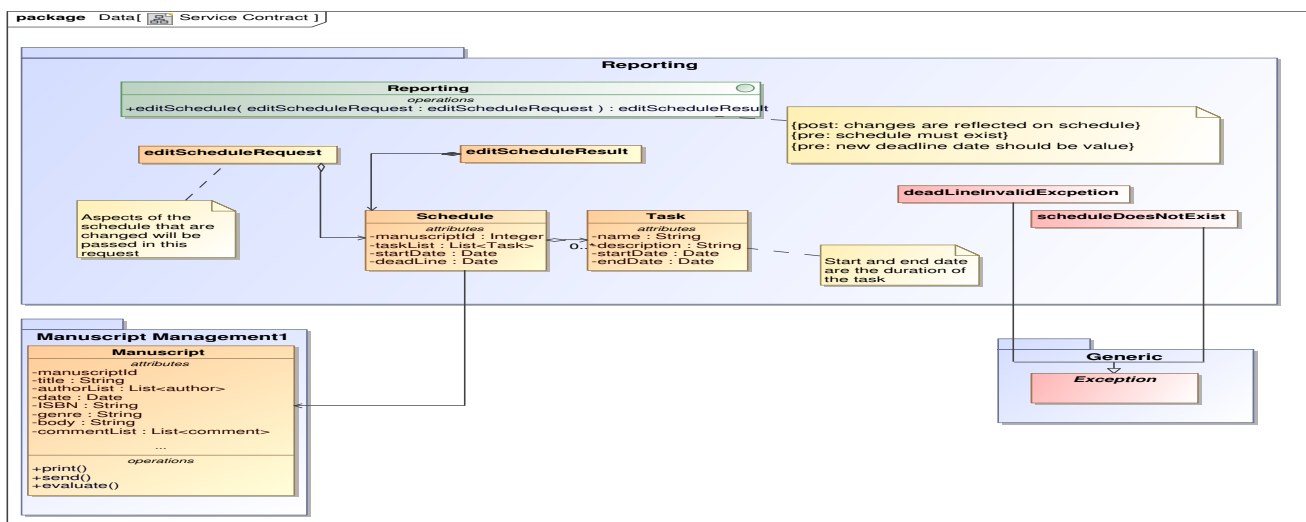 package Data[ Service Contract ]
Reporting
Reporting
operations
+editSchedule( editScheduleRequest : editScheduleRequest ) : editScheduleResult
{post: changes are reflected on schedule}
{pre: schedule must exist}
{pre: new deadline date should be value}
editScheduleRequest
editScheduleResult
Aspects of the
schedule that are
changed will be
passed in this
request
Schedule
attributes
-manuscriptId : Integer
-taskList : List<Task>
-startDate : Date
-deadLine : Date
0..*
Task
attributes
-name : String
-description : String
-startDate : Date
-endDate : Date
Start and end date
are the duration of
the task
deadLineInvalidExcpetion
scheduleDoesNotExist
Manuscript Management1
Manuscript
attributes
-manuscriptId
-title : String
-authorList : List<author>
-date : Date
-ISBN : String
-genre : String
-body : String
-commentList : List<comment>
...
operations
+print()
+send()
+evaluate()
Generic
Exception